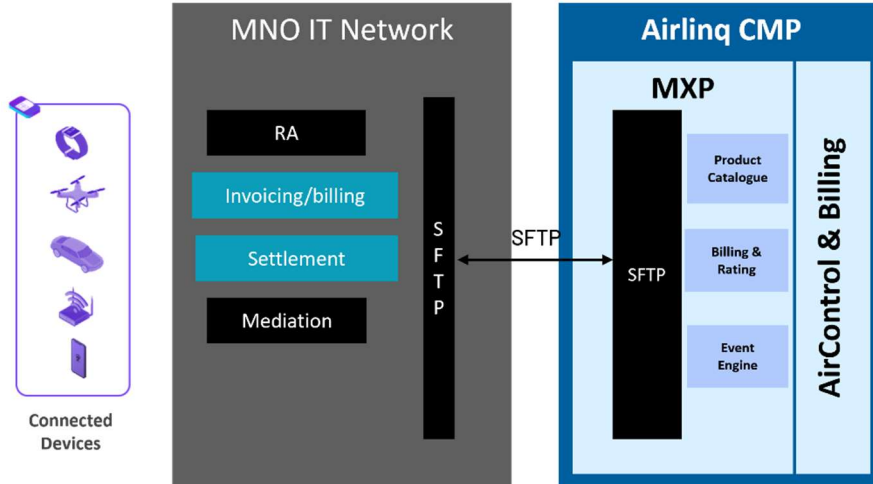 MNO IT Network
Airlinq CMP
MXP
RA
Invoicing/billing
Settlement
Mediation
S
F
T
P
SFTP
SFTP
Product
Catalogue
Billing &
Rating
Event
Engine
AirControl & Billing
Connected
Devices